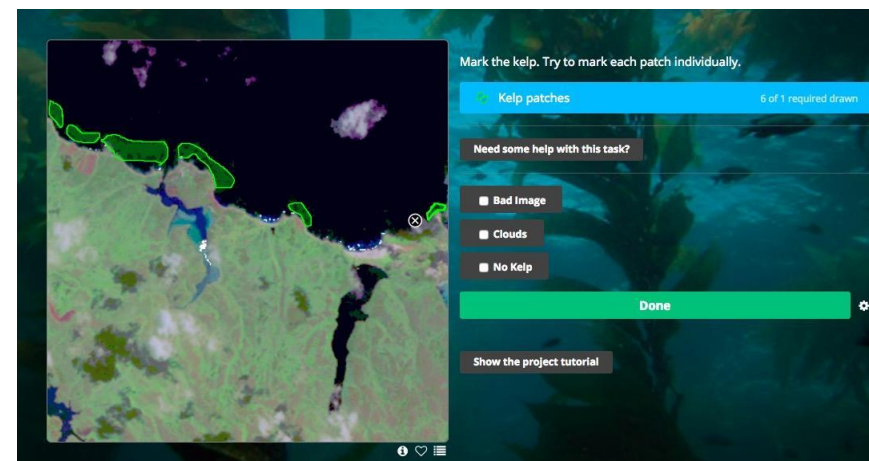 Mark the kelp. Try to mark each patch individually.
Kelp patches 6 of 1 required drawn
Need some help with this task?
Bad Image
Clouds
No Kelp
Done
Show the project tutorial